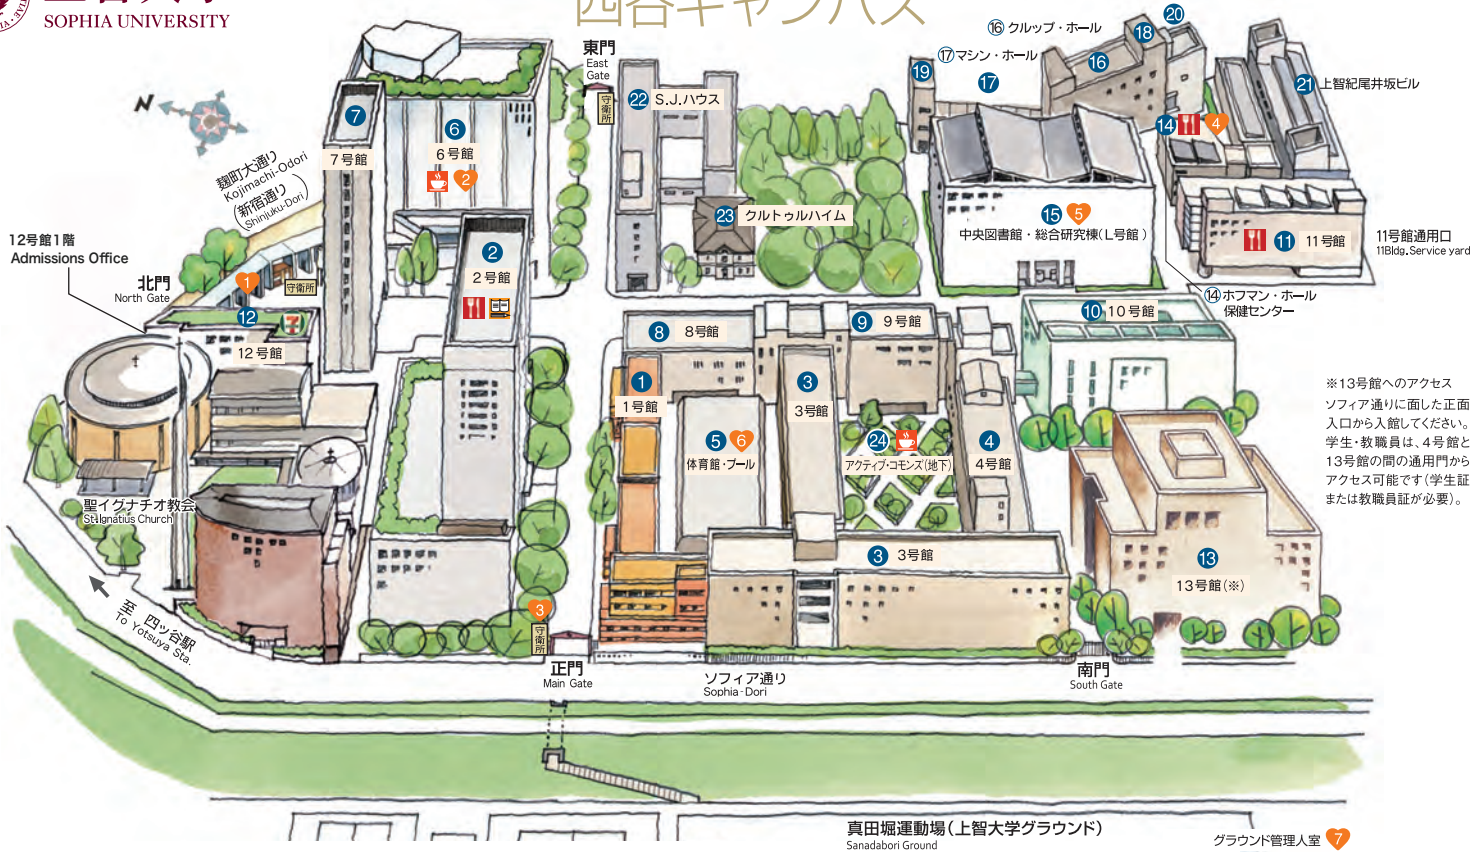 SOPHIA UNIVERSITY
四谷キャンパス
N
東門
East
Gate
守衛所
22 S.J.ハウス
23 クルトゥルハイム
7
7号館
6
6号館
2
麹町大通り
Kojimachi-Odori
(新宿通り)
Shinjuku-Dori
12号館1階
Admissions Office
北門
North Gate
1
守衛所
12
7
12号館
2
2号館
聖イグナチオ教会
St.Ignatius Church
至 四ツ谷駅
To Yotsuya Sta.
⑯クルップ・ホール
⑰マシン・ホール
16
17
18
19
20
21 上智紀尾井坂ビル
14
4
15
5
中央図書館・総合研究棟(L号館)
11 11号館
11号館通用口
11Bldg.Service yard
⑭ホフマン・ホール
保健センター
10 10号館
8 8号館
9 9号館
1
1号館
3
3号館
5
6
体育館・プール
24
アクティブ・コモンズ(地下)
4
4号館
3 3号館
13
13号館(※)
※13号館へのアクセス
ソフィア通りに面した正面
入口から入館してください。
学生・教職員は、4号館と
13号館の間の通用門から
アクセス可能です(学生証
または教職員証が必要)。
3
守衛所
正門
Main Gate
ソフィア通り
Sophia-Dori
南門
South Gate
真田堀運動場(上智大学グラウンド)
Sanadabori Ground
グラウンド管理人室 7